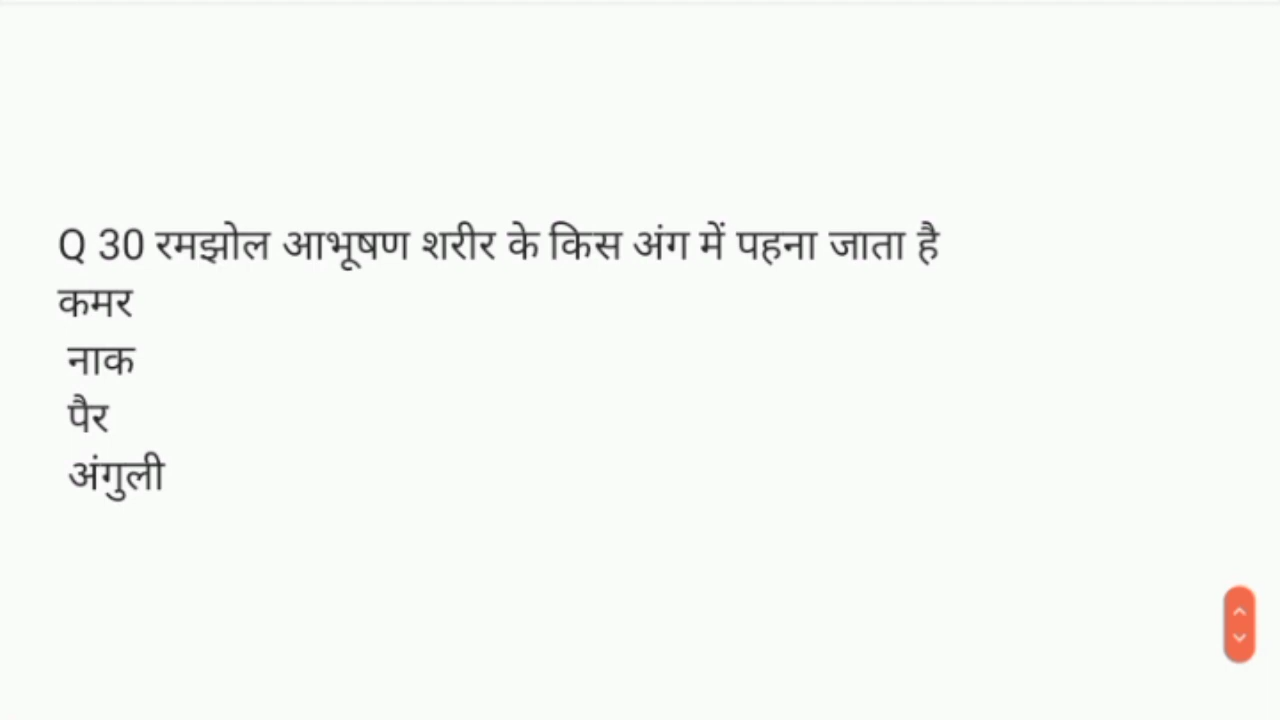 Q 30 रमझोल आभूषण शरीर के किस अंग में पहना जाता है
कमर
नाक
पैर
अंगुली